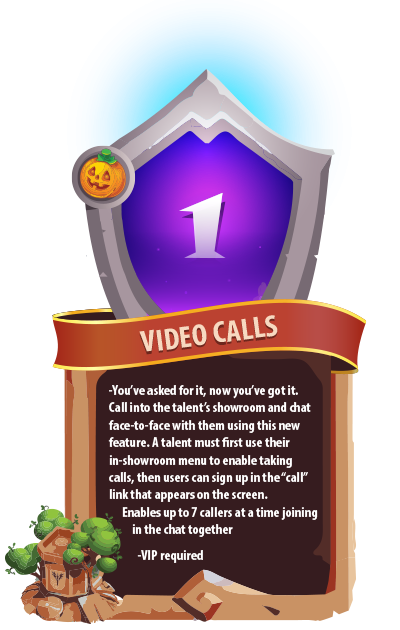 1
VIDEO CALLS
-You've asked for it, now you've got it.
Call into the talent's showroom and chat
face-to-face with them using this new
feature. A talent must first use their
in-showroom menu to enable taking
calls, then users can sign up in the "call"
link that appears on the screen.
Enables up to 7 callers at a time joining
in the chat together
-VIP required